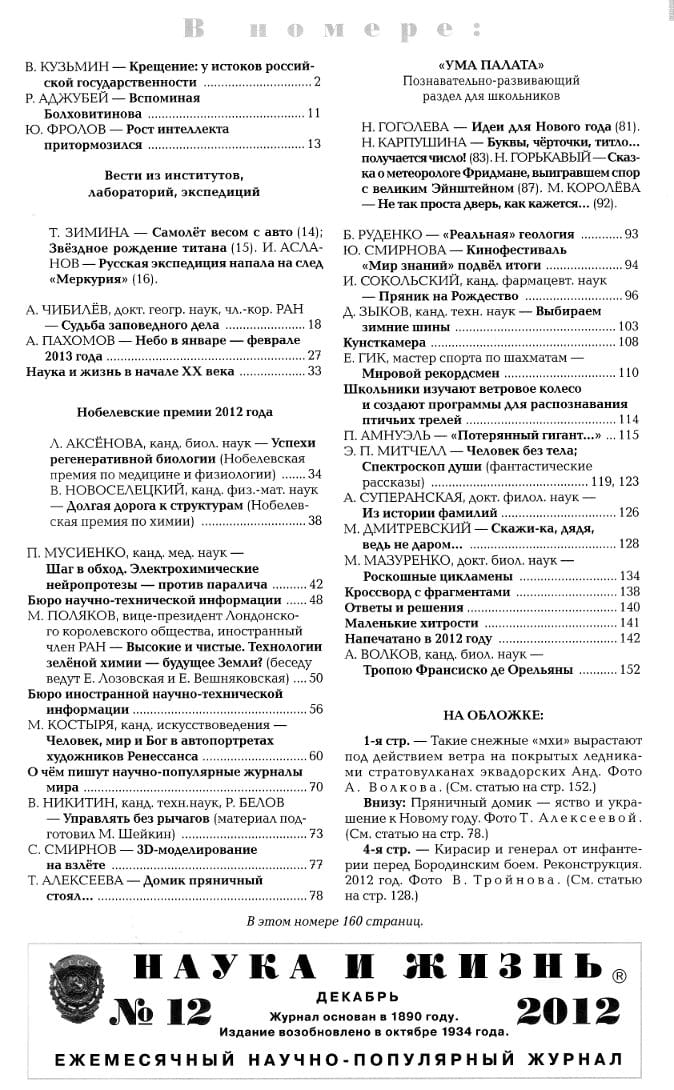 В номере:
В. КУЗЬМИН — Крещение: у истоков россий-
ской государственности ................................ 2
Р. АДЖУБЕЙ — Вспоминая
Болховитинова ............................................. 11
Ю. ФРОЛОВ — Рост интеллекта
притормозился ............................................. 13
Вести из институтов,
лабораторий, экспедиций
Т. ЗИМИНА — Самолёт весом с авто (14);
Звёздное рождение титана (15). И. АСЛА-
НОВ — Русская экспедиция напала на след
«Меркурия» (16).
А. ЧИБИЛЁВ, докт. геогр. наук, чл.-кор. РАН
— Судьба заповедного дела ....................... 18
А. ПАХОМОВ — Небо в январе — феврале
2013 года ........................................................ 27
Наука и жизнь в начале XX века ................. 33
Нобелевские премии 2012 года
Л. АКСЁНОВА, канд. биол. наук — Успехи
регенеративной биологии (Нобелевская
премия по медицине и физиологии) ....... 34
В. НОВОСЕЛЕЦКИЙ, канд. физ.-мат. наук
— Долгая дорога к структурам (Нобелев-
ская премия по химии) ............................. 38
П. МУСИЕНКО, канд. мед. наук —
Шаг в обход. Электрохимические
нейропротезы — против паралича .......... 42
Бюро научно-технической информации ...... 48
М. ПОЛЯКОВ, вице-президент Лондонско-
го королевского общества, иностранный
член РАН — Высокие и чистые. Технологии
зелёной химии — будущее Земли? (беседу
ведут Е. Лозовская и Е. Вешняковская) .... 50
Бюро иностранной научно-технической
информации ................................................. 56
М. КОСТЫРЯ, канд. искусствоведения —
Человек, мир и Бог в автопортретах
художников Ренессанса ............................. 60
О чём пишут научно-популярные журналы
мира ................................................................ 70
В. НИКИТИН, канд. техн.наук, Р. БЕЛОВ
— Управлять без рычагов (материал под-
готовил М. Шейкин) .................................... 73
С. СМИРНОВ — 3D-моделирование
на взлёте ........................................................ 77
Т. АЛЕКСЕЕВА — Домик пряничный
стоял... ............................................................. 78
«УМА ПАЛАТА»
Познавательно-развивающий
раздел для школьников
Н. ГОГОЛЕВА — Идеи для Нового года (81).
Н. КАРПУШИНА — Буквы, чёрточки, титло...
получается число! (83). Н. ГОРЬКАВЫЙ — Сказ-
ка о метеорологе Фридмане, выигравшем спор
с великим Эйнштейном (87). М. КОРОЛЁВА
— Не так проста дверь, как кажется... (92).
Б. РУДЕНКО — «Реальная» геология ............ 93
Ю. СМИРНОВА — Кинофестиваль
«Мир знаний» подвёл итоги ...................... 94
И. СОКОЛЬСКИЙ, канд. фармацевт. наук
— Пряник на Рождество ............................ 96
Д. ЗЫКОВ, канд. техн. наук — Выбираем
зимние шины ............................................... 103
Кунсткамера ..................................................... 108
Е. ГИК, мастер спорта по шахматам —
Мировой рекордсмен ................................. 110
Школьники изучают ветровое колесо
и создают программы для распознавания
птичьих трелей ............................................ 114
П. АМНУЭЛЬ — «Потерянный гигант...» ... 115
Э. П. МИТЧЕЛЛ — Человек без тела;
Спектроскоп души (фантастические
рассказы) ............................................... 119, 123
А. СУПЕРАНСКАЯ, докт. филол. наук —
Из истории фамилий .................................. 126
М. ДМИТРЕВСКИЙ — Скажи-ка, дядя,
ведь не даром... ............................................ 128
М. МАЗУРЕНКО, докт. биол. наук —
Роскошные цикламены .............................. 134
Кроссворд с фрагментами ............................. 138
Ответы и решения ........................................... 140
Маленькие хитрости ....................................... 141
Напечатано в 2012 году .................................. 142
А. ВОЛКОВ, канд. биол. наук —
Тропою Франсиско де Орельяны ........... 152
НА ОБЛОЖКЕ:
1-я стр. — Такие снежные «мхи» вырастают
под действием ветра на покрытых ледника-
ми стратовулканах эквадорских Анд. Фото
А. Волкова. (См. статью на стр. 152.)
Внизу: Пряничный домик — яство и укра-
шение к Новому году. Фото Т. Алексеевой.
(См. статью на стр. 78.)
4-я стр. — Кирасир и генерал от инфанте-
рии перед Бородинским боем. Реконструкция.
2012 год. Фото В. Тройнова. (См. статью
на стр. 128.)
В этом номере 160 страниц.
НАУКА И ЖИЗНЬ ®
№ 12
ДЕКАБРЬ
Журнал основан в 1890 году.
Издание возобновлено в октябре 1934 года.
2012
ЕЖЕМЕСЯЧНЫЙ НАУЧНО-ПОПУЛЯРНЫЙ ЖУРНАЛ